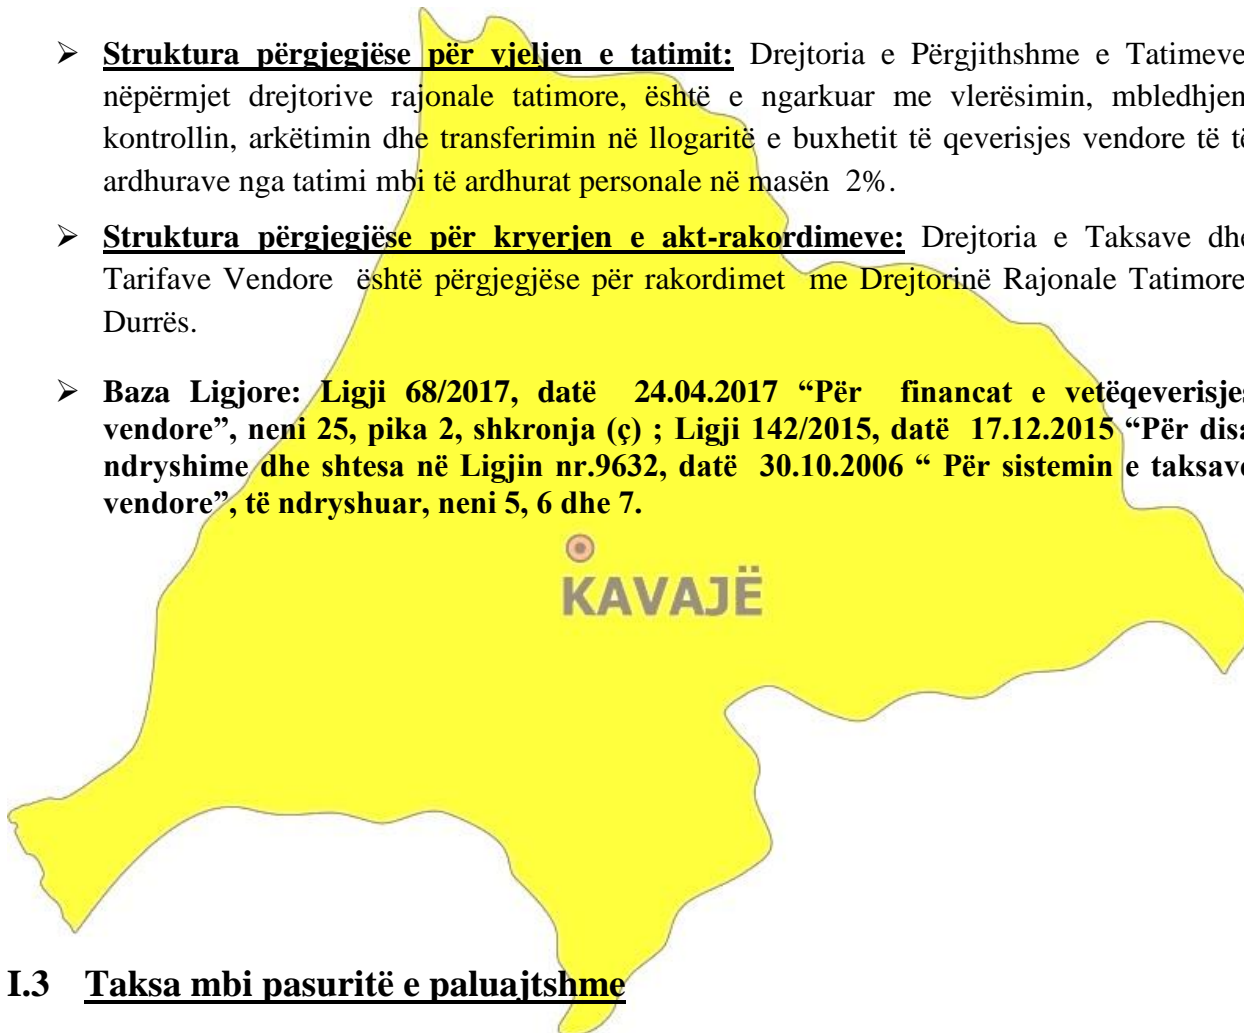 ➢ Struktura përgjegjëse për vjeljen e tatimit: Drejtoria e Përgjithshme e Tatimeve
nëpërmjet drejtorive rajonale tatimore, është e ngarkuar me vlerësimin, mbledhjen
kontrollin, arkëtimin dhe transferimin në llogaritë e buxhetit të qeverisjes vendore të të
ardhurave nga tatimi mbi të ardhurat personale në masën 2%.
➢ Struktura përgjegjëse për kryerjen e akt-rakordimeve: Drejtoria e Taksave dhe
Tarifave Vendore është përgjegjëse për rakordimet me Drejtorinë Rajonale Tatimore
Durrës.
➢ Baza Ligjore: Ligji 68/2017, datë 24.04.2017 “Për financat e vetëqeverisjes
vendore”, neni 25, pika 2, shkronja (ç) ; Ligji 142/2015, datë 17.12.2015 “Për disa
ndryshime dhe shtesa në Ligjin nr.9632, datë 30.10.2006 “ Për sistemin e taksave
vendore”, të ndryshuar, neni 5, 6 dhe 7.
KAVAJË
I.3 Taksa mbi pasuritë e paluajtshme